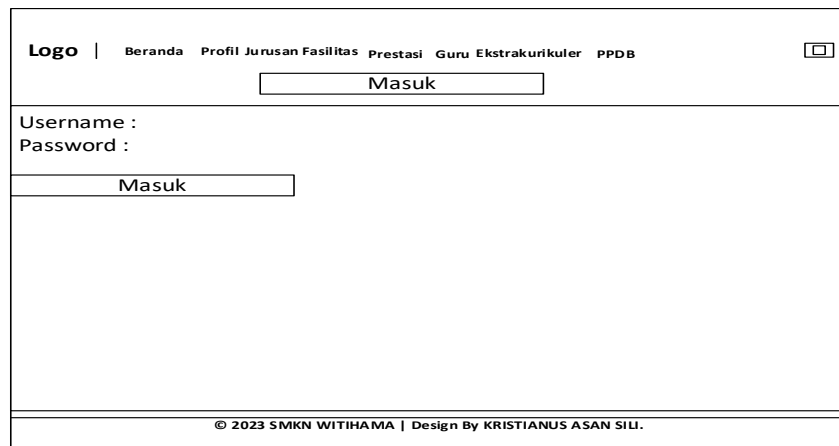 Logo | Beranda Profil Jurusan Fasilitas Prestasi Guru Ekstrakurikuler PPDB
Masuk
Username :
Password :
Masuk
© 2023 SMKN WITIHAMA | Design By KRISTIANUS ASAN SILI.